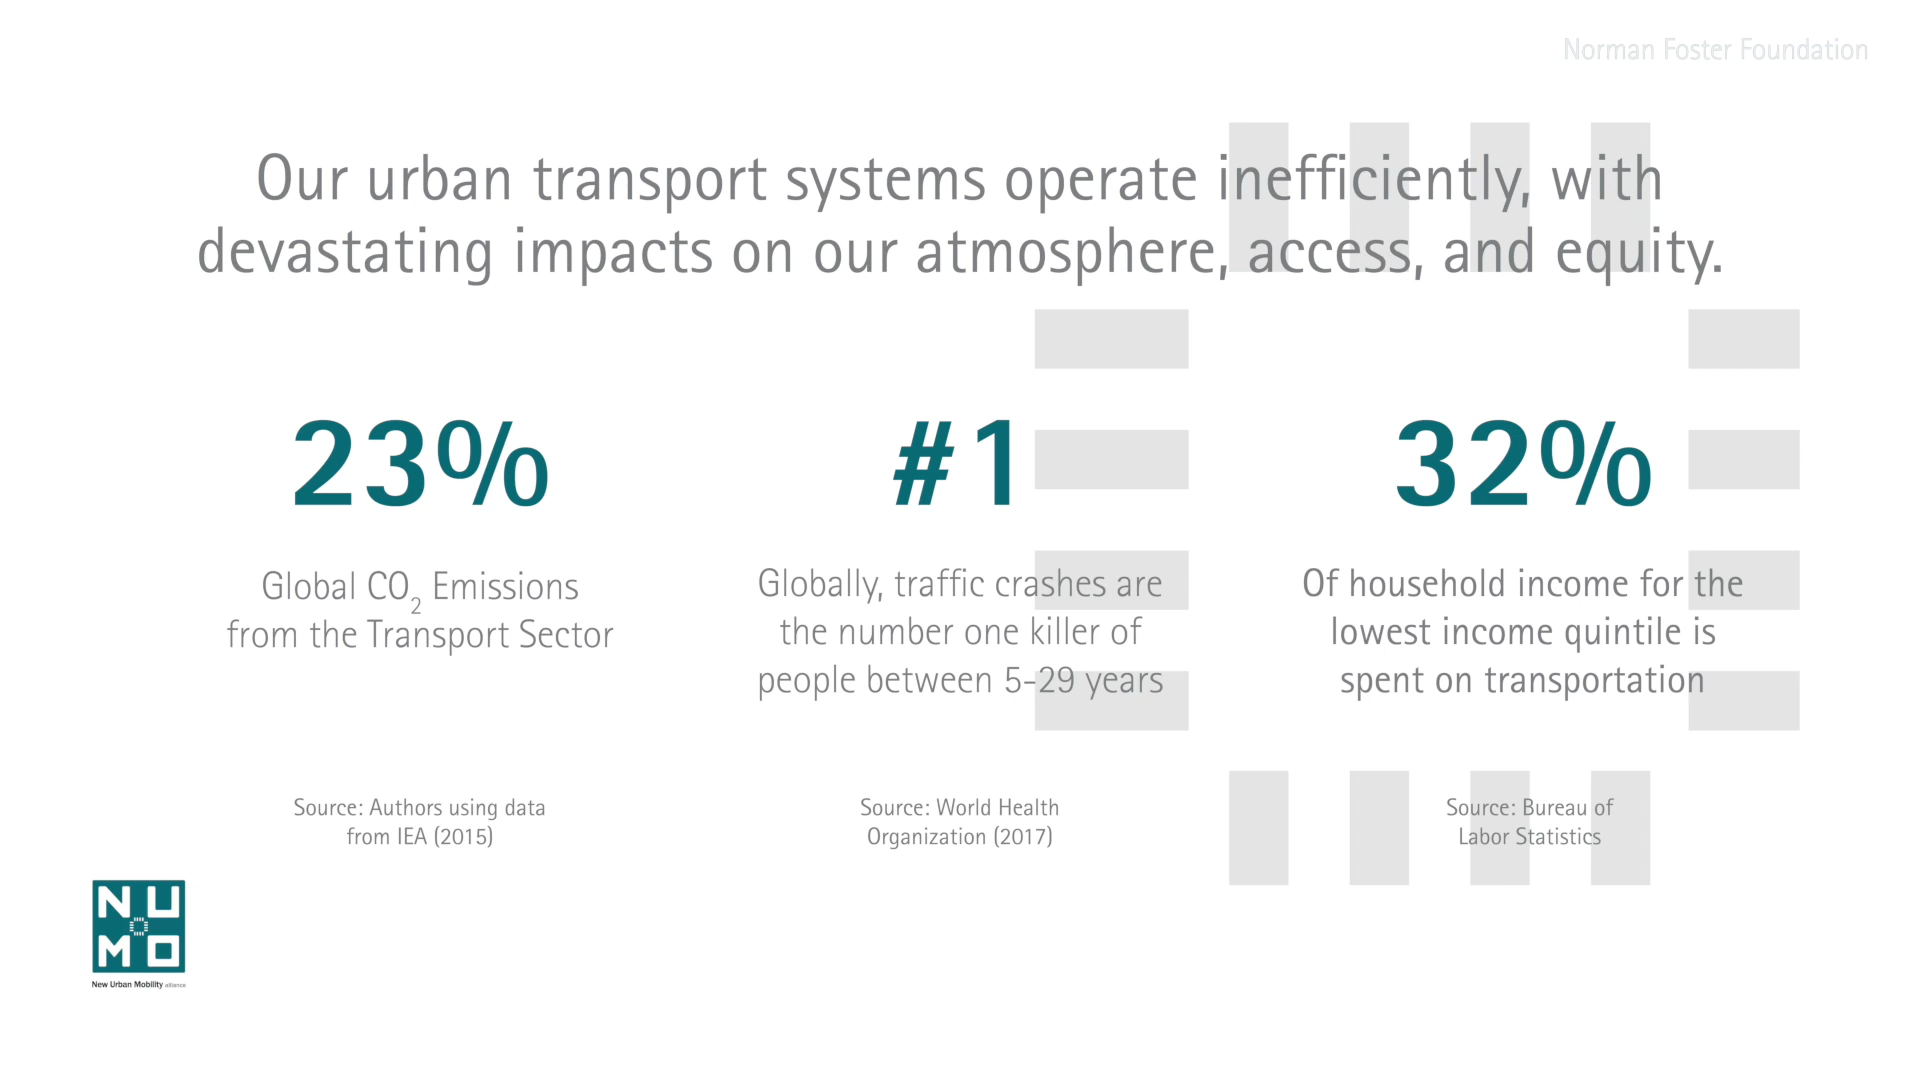 Norman Foster Foundation
Our urban transport systems operate inefficiently, with
devastating impacts on our atmosphere, access, and equity.
23%
Global CO₂ Emissions
from the Transport Sector
Source: Authors using data
from IEA (2015)
#1
Globally, traffic crashes are
the number one killer of
people between 5-29 years
Source: World Health
Organization (2017)
32%
Of household income for the
lowest income quintile is
spent on transportation
Source: Bureau of
Labor Statistics
NU
MO
New Urban Mobility alliance